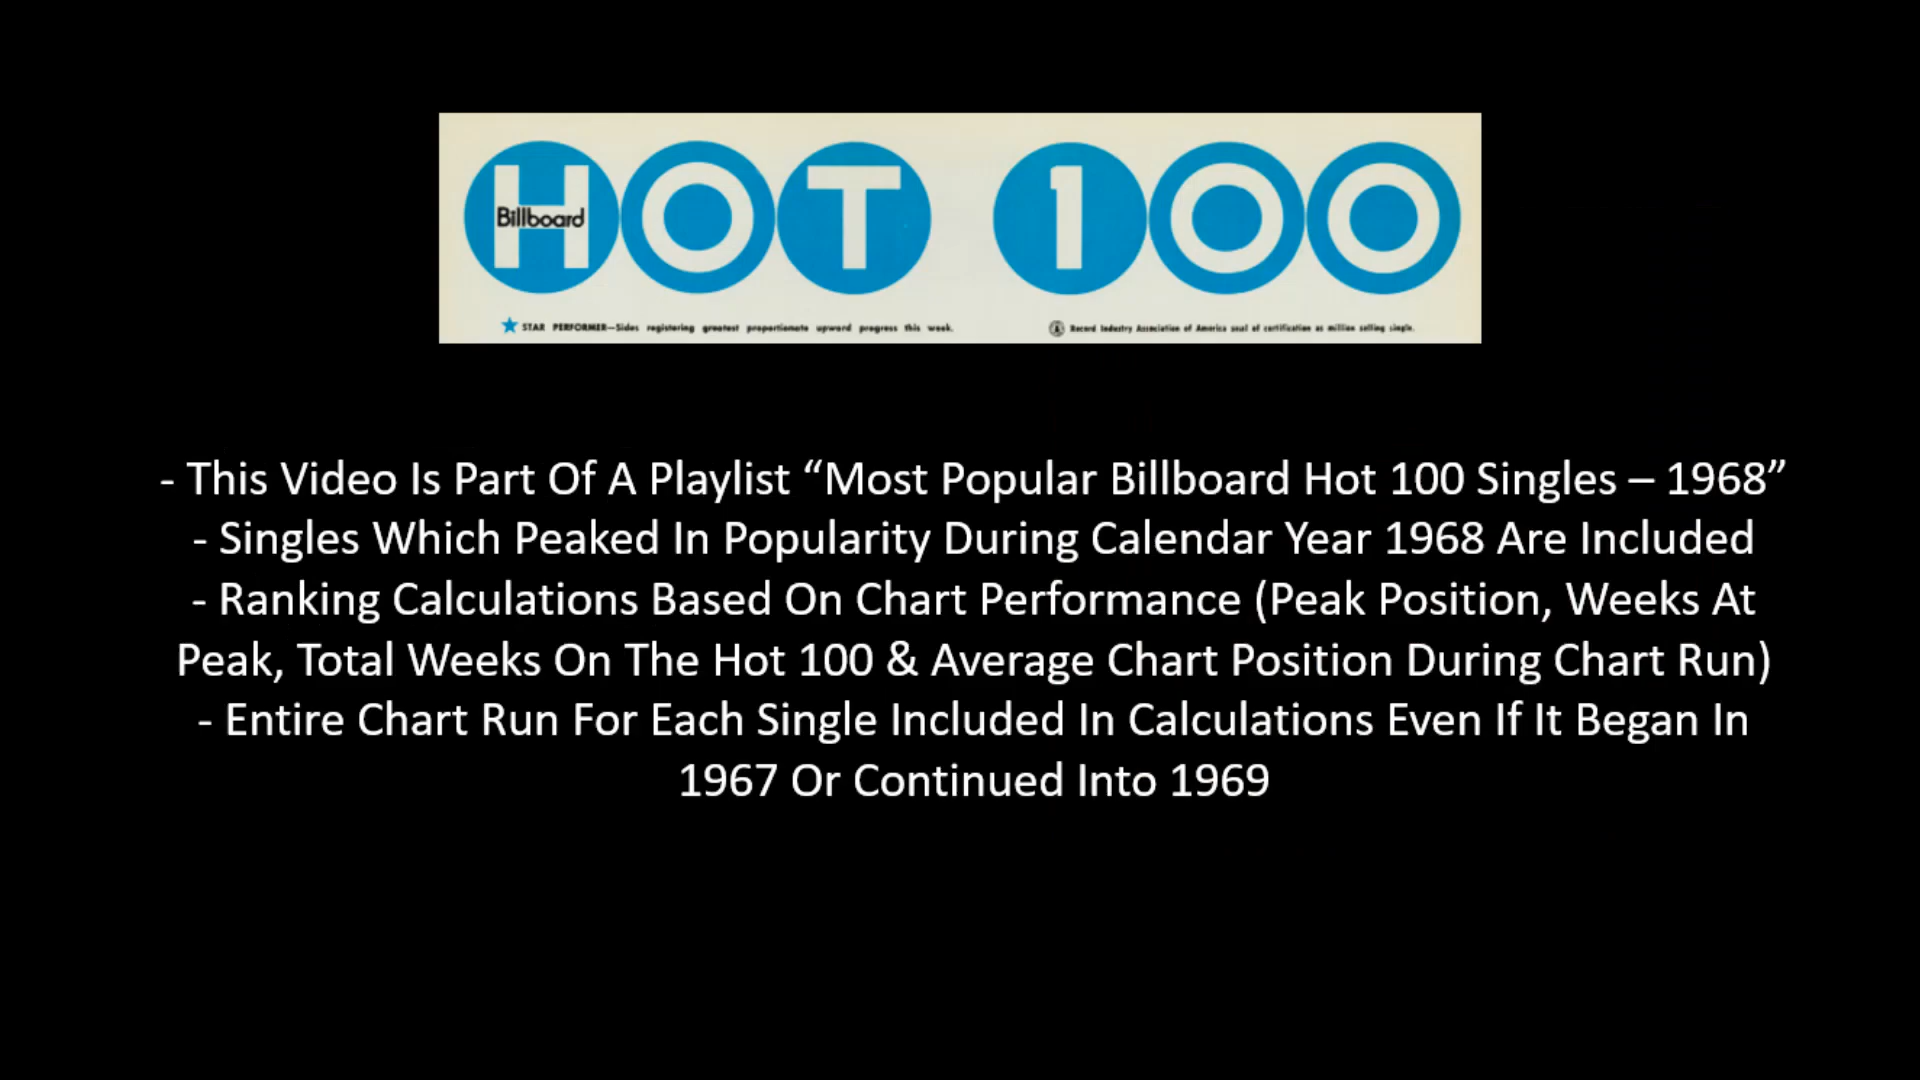 HOT 100
Billboard
STAR PERFORMER—Sides registering greatest proportionate upward progress this week.
Record Industry Association of America seal of certification as million selling single.
- This Video Is Part Of A Playlist “Most Popular Billboard Hot 100 Singles – 1968”
- Singles Which Peaked In Popularity During Calendar Year 1968 Are Included
- Ranking Calculations Based On Chart Performance (Peak Position, Weeks At
Peak, Total Weeks On The Hot 100 & Average Chart Position During Chart Run)
- Entire Chart Run For Each Single Included In Calculations Even If It Began In
1967 Or Continued Into 1969